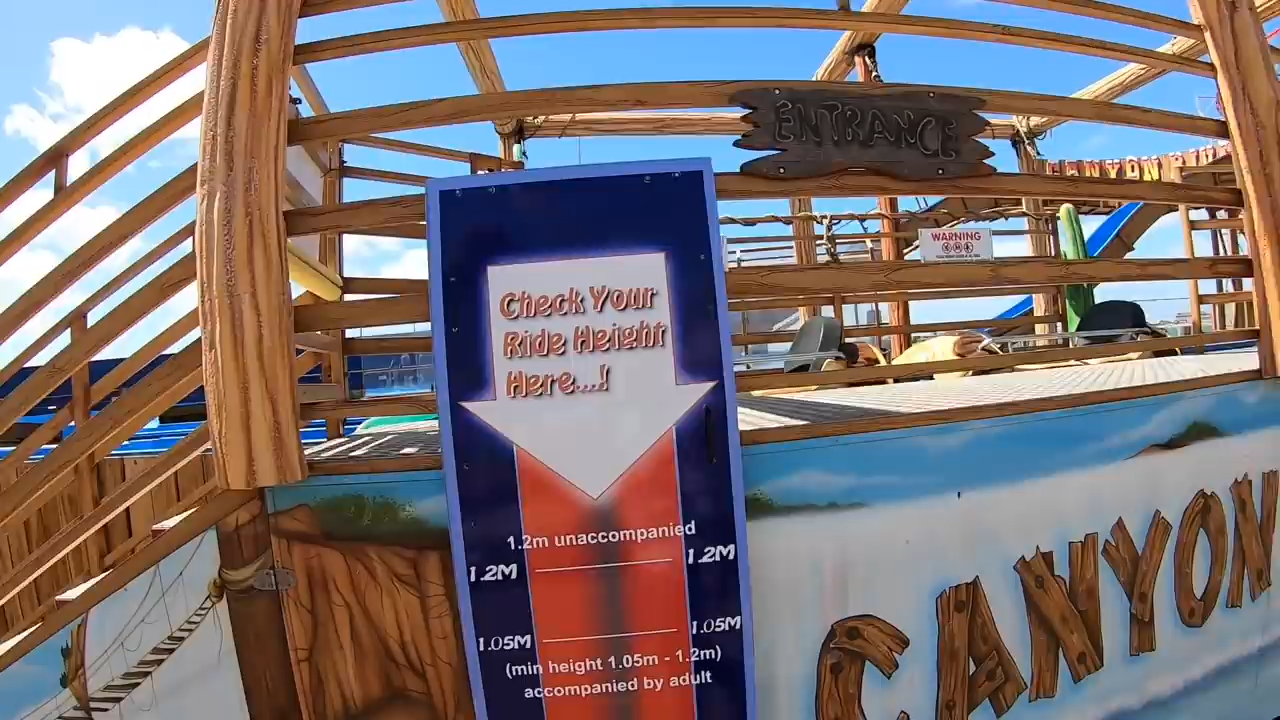 ENTRANCE
CANYON
WARNING
Check Your
Ride Height
Here...!
1.2m unaccompanied
1.2M
1.2M
1.05M
1.05M
(min height 1.05m - 1.2m)
accompanied by adult
CANYON